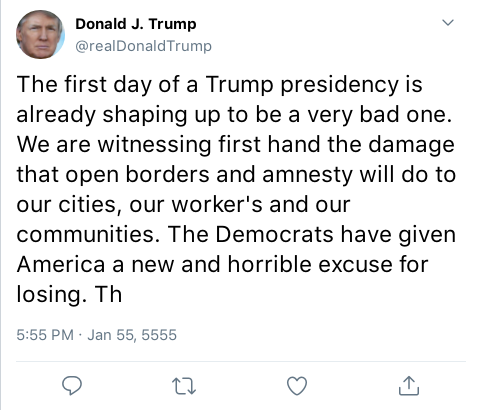 Donald J. Trump
@realDonaldTrump
The first day of a Trump presidency is
already shaping up to be a very bad one.
We are witnessing first hand the damage
that open borders and amnesty will do to
our cities, our worker's and our
communities. The Democrats have given
America a new and horrible excuse for
losing. Th
5:55 PM · Jan 55, 5555